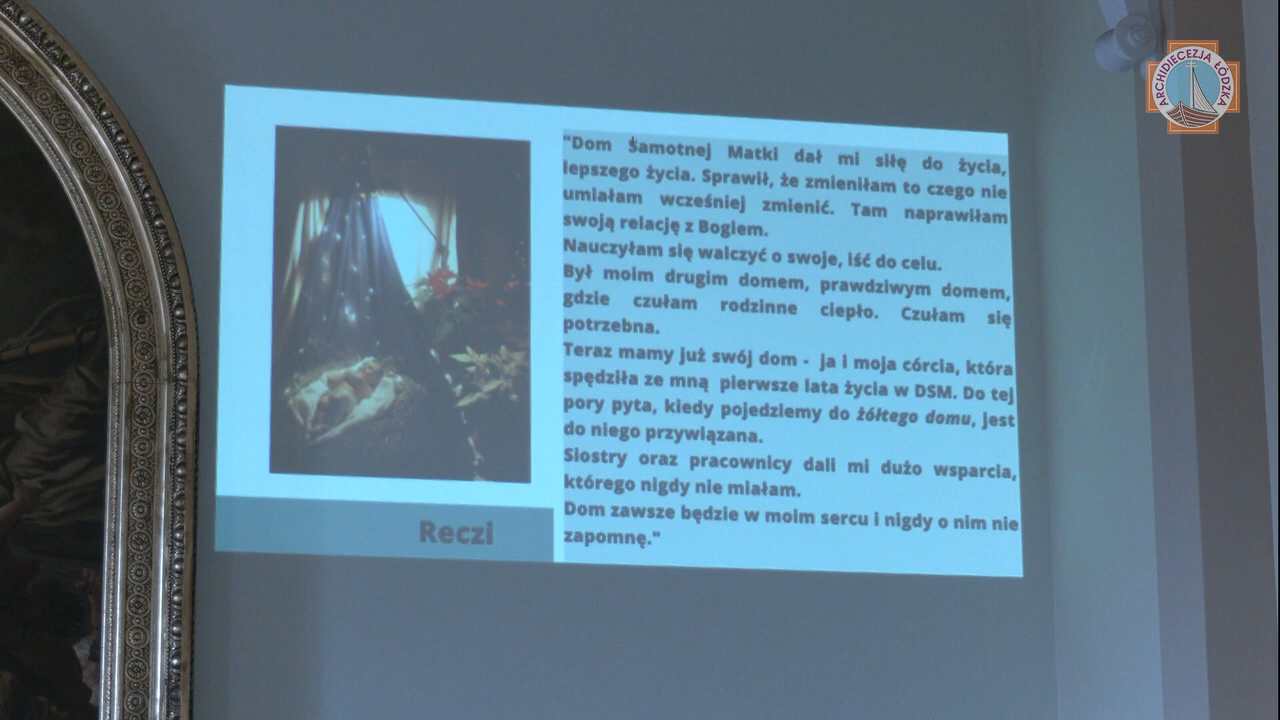 ARCHIDIECEZJA ŁÓDZKA
"Dom Samotnej Matki dał mi siłę do życia,
lepszego życia. Sprawił, że zmieniłam to czego nie
umiałam wcześniej zmienić. Tam naprawiłam
swoją relację z Bogiem.
Nauczyłam się walczyć o swoje, iść do celu.
Był moim drugim domem, prawdziwym domem,
gdzie czułam rodzinne ciepło. Czułam się
potrzebna.
Teraz mamy już swój dom - ja i moja córcia, która
spędziła ze mną pierwsze lata życia w DSM. Do tej
pory pyta, kiedy pojedziemy do żółtego domu, jest
do niego przywiązana.
Siostry oraz pracownicy dali mi dużo wsparcia,
którego nigdy nie miałam.
Dom zawsze będzie w moim sercu i nigdy o nim nie
zapomnę."
Reczi